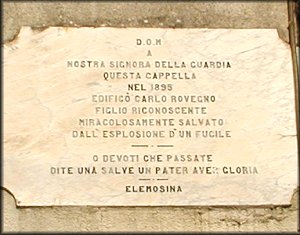 D.O.M
A
NOSTRA SIGNORA DELLA GUARDIA
QUESTA CAPPELLA
NEL 1895
EDIFICÒ CARLO ROVEGNO
FIGLIO RICONOSCENTE
MIRACOLOSAMENTE SALVATO
DALL'ESPLOSIONE D'UN FUCILE
O DEVOTI CHE PASSATE
DITE UNA SALVE UN PATER AVE GLORIA
ELEMOSINA